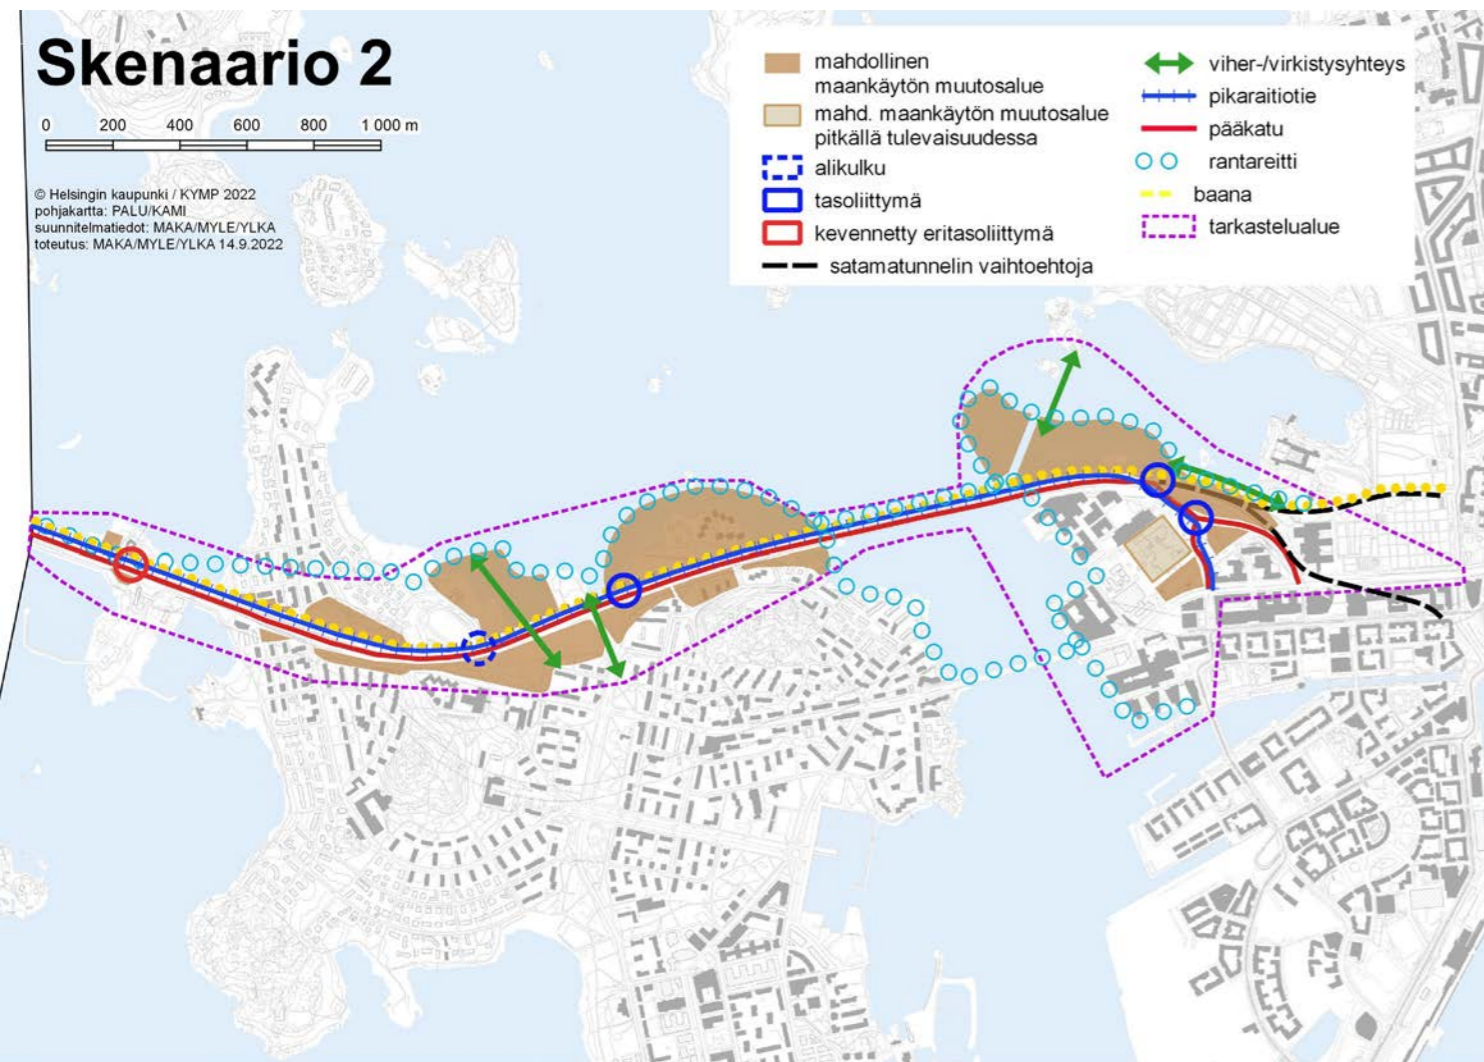 Skenaario 2
0 200 400 600 800 1 000 m
© Helsingin kaupunki / KYMP 2022
pohjakartta: PALU/KAMI
suunnitelmatiedot: MAKA/MYLE/YLKA
toteutus: MAKA/MYLE/YLKA 14.9.2022
mahdollinen
maankäytön muutosalue
mahd. maankäytön muutosalue
pitkällä tulevaisuudessa
alikulku
tasoliittymä
kevennetty eritasoliittymä
satamatunnelin vaihtoehtoja
viher-/virkistysyhteys
pikaraitiotie
pääkatu
rantareitti
baana
tarkastelualue